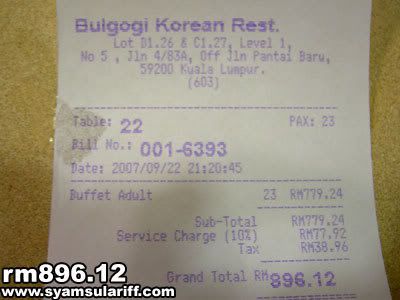 Bulgogi Korean Rest.
Lot D1.26 & C1.27, Level 1,
No 5 , Jln 4/83A, Off Jln Pantai Baru,
59200 Kuala Lumpur.
(603)
Table: 22 PAX: 23
Bill No.: 001-6393
Date: 2007/09/22 21:20:45
Buffet Adult 23 RM779.24
Sub-Total RM779.24
Service Charge (10%) RM77.92
Tax RM38.96
Grand Total RM896.12
rm896.12
www.syamsulariff.com